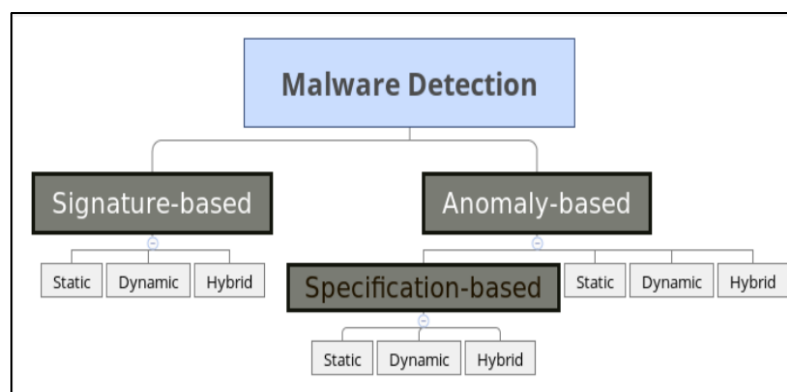 Malware Detection
Signature-based
Anomaly-based
Static
Dynamic
Hybrid
Specification-based
Static
Dynamic
Hybrid
Static
Dynamic
Hybrid